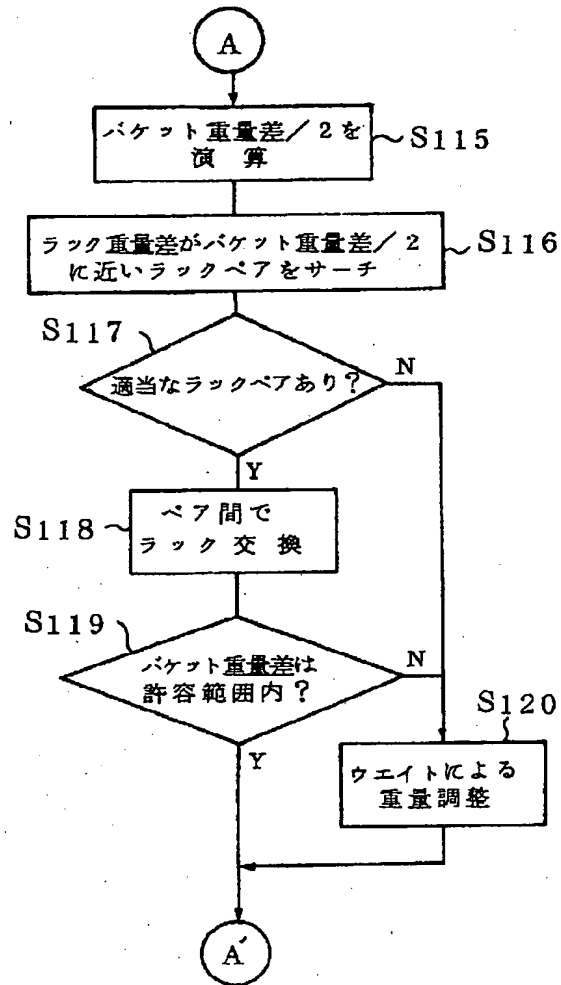 A
バケット重量差/2を
演算
S115
ラック重量差がバケット重量差/2
に近いラックペアをサーチ
S116
S117
適当なラックペアあり?
N
Y
S118
ペア間で
ラック交換
S119
バケット重量差は
許容範囲内?
N
Y
S120
ウエイトによる
重量調整
A'